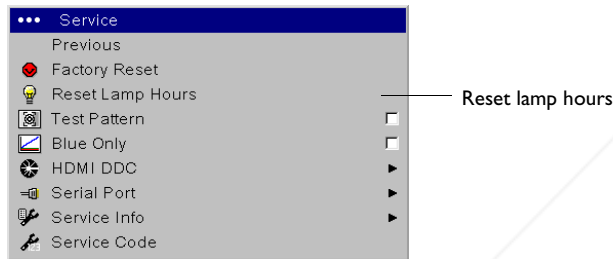 Service
Previous
Factory Reset
Reset Lamp Hours
Reset lamp hours
Test Pattern
Blue Only
HDMI DDC
Serial Port
Service Info
Service Code